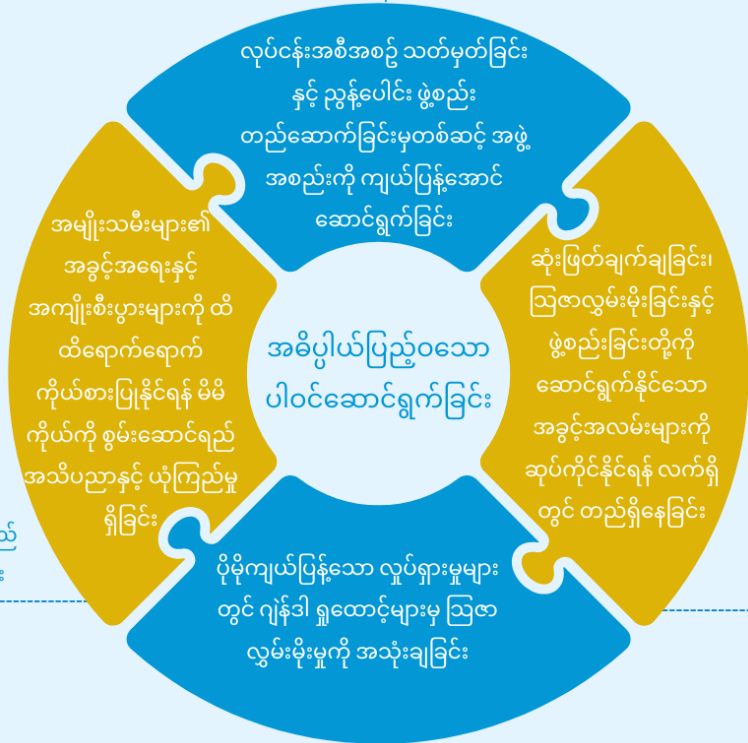 လုပ်ငန်းအစီအစဉ် သတ်မှတ်ခြင်း
နှင့် ညွန့်ပေါင်း ဖွဲ့စည်း
တည်ဆောက်ခြင်းမှတစ်ဆင့် အဖွဲ့
အစည်းကို ကျယ်ပြန့်အောင်
ဆောင်ရွက်ခြင်း
ဆုံးဖြတ်ချက်ချခြင်း၊
ဩဇာလွှမ်းမိုးခြင်းနှင့်
ဖွဲ့စည်းခြင်းတို့ကို
ဆောင်ရွက်နိုင်သော
အခွင့်အလမ်းများကို
ဆုပ်ကိုင်နိုင်ရန် လက်ရှိ
တွင် တည်ရှိနေခြင်း
အမျိုးသမီးများ၏
အခွင့်အရေးနှင့်
အကျိုးစီးပွားများကို ထိ
ထိရောက်ရောက်
ကိုယ်စားပြုနိုင်ရန် မိမိ
ကိုယ်ကို စွမ်းဆောင်ရည်
အသိပညာနှင့် ယုံကြည်မှု
ရှိခြင်း
အဓိပ္ပါယ်ပြည့်ဝသော
ပါဝင်ဆောင်ရွက်ခြင်း
ပိုမိုကျယ်ပြန့်သော လှုပ်ရှားမှုများ
တွင် ဂျဲန်ဒါ ရှုထောင့်များမှ ဩဇာ
လွှမ်းမိုးမှုကို အသုံးချခြင်း